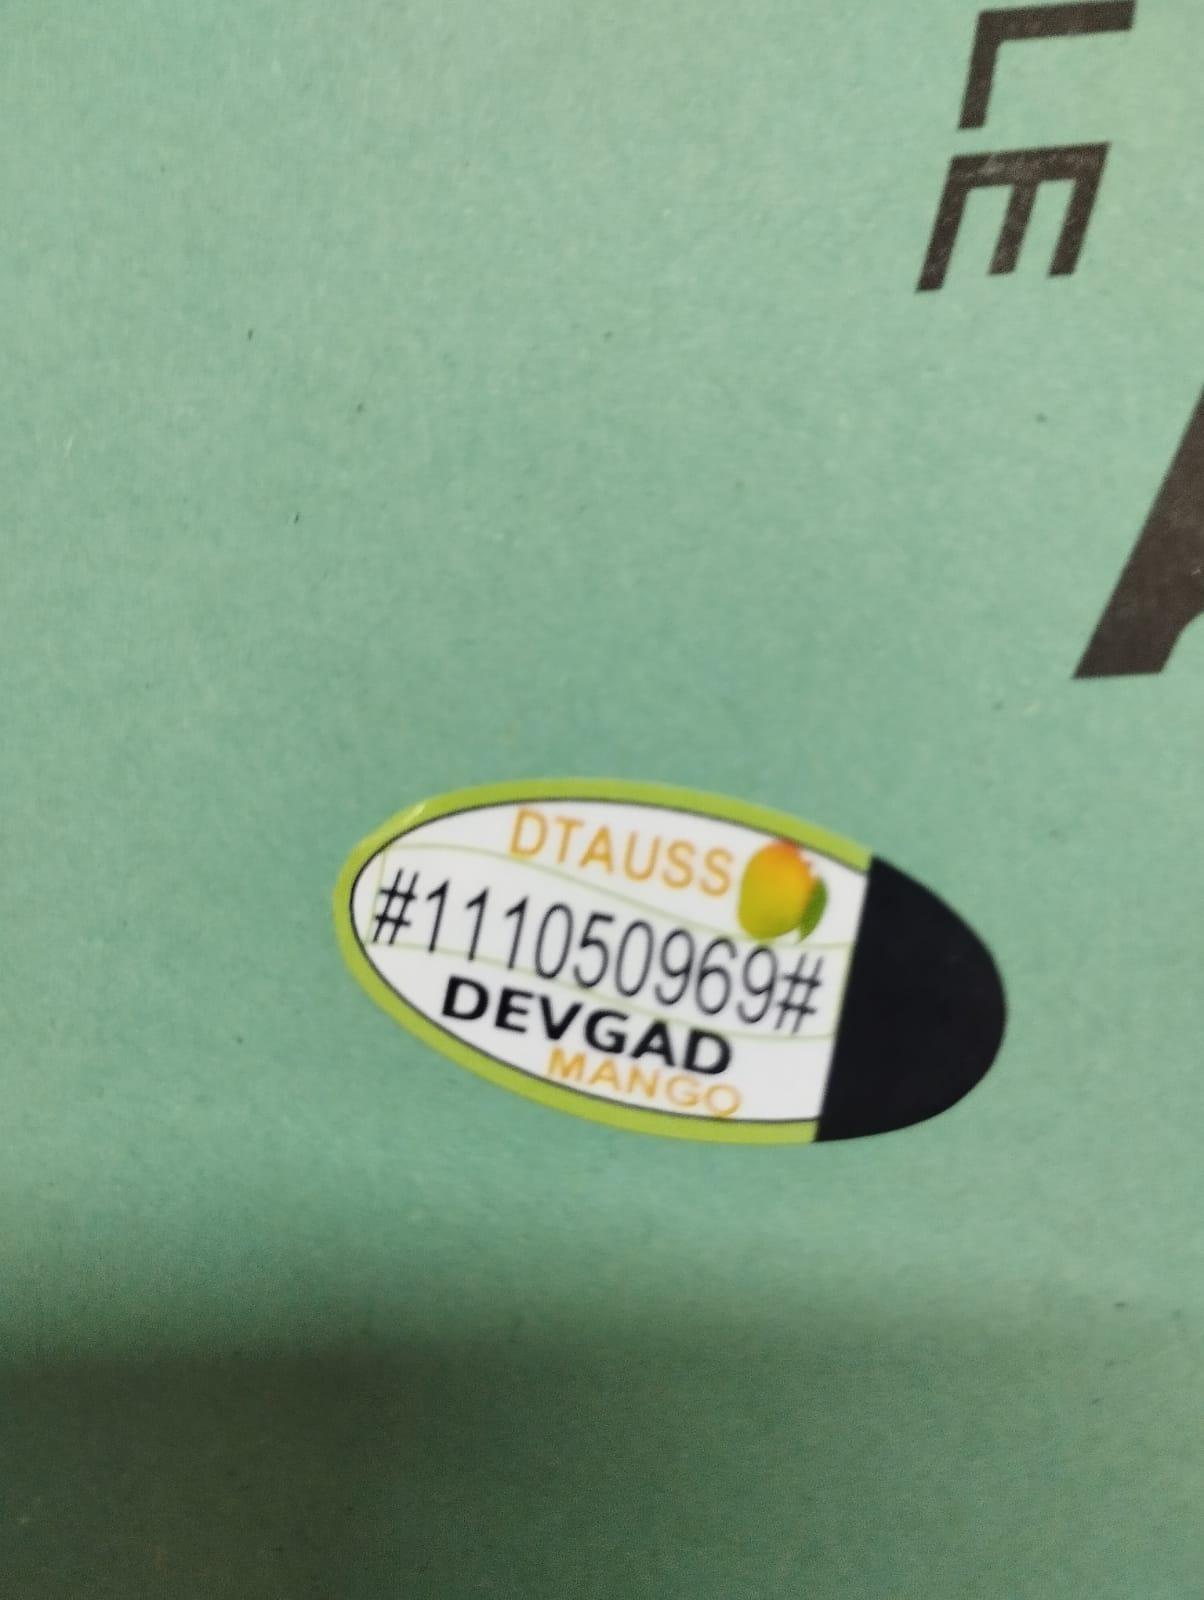 LE
DTAUSS
#111050969#
DEVGAD
MANGO